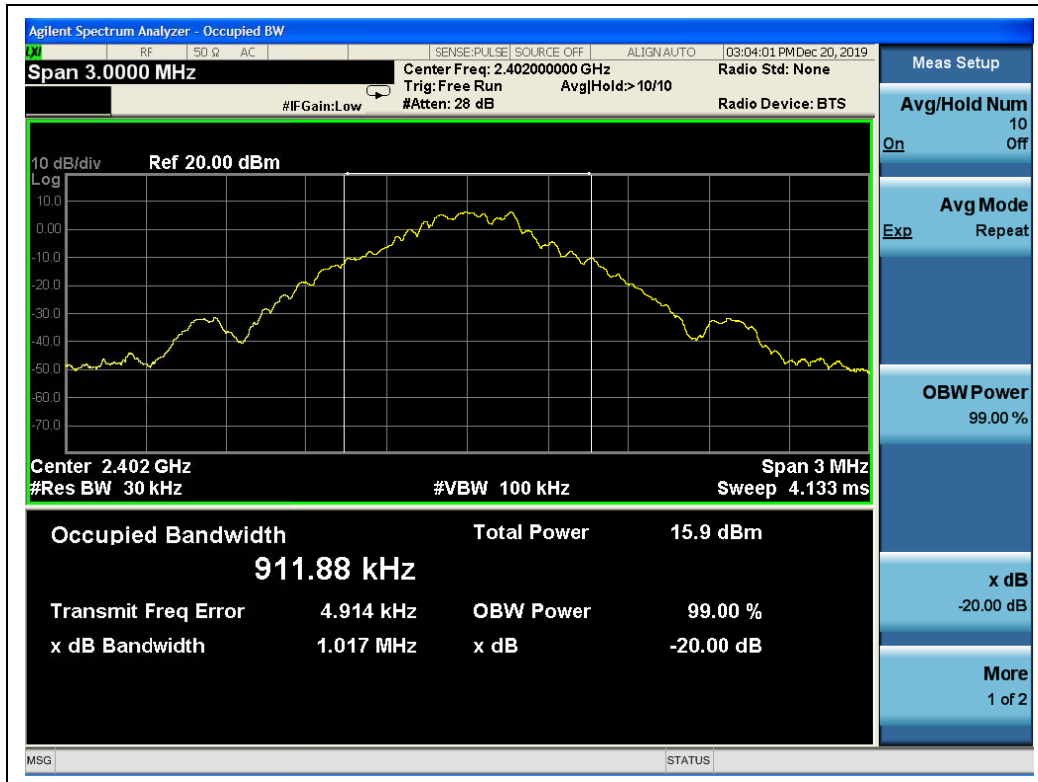 Agilent Spectrum Analyzer - Occupied BW
LXI RF 50 Ω AC SENSE:PULSE SOURCE OFF ALIGN AUTO 03:04:01 PM Dec 20, 2019
Span 3.0000 MHz
Center Freq: 2.402000000 GHz
Radio Std: None
Trig: Free Run Avg|Hold:>10/10
#IFGain:Low #Atten: 28 dB Radio Device: BTS
10 dB/div Ref 20.00 dBm
Log
10.0
0.00
-10.0
-20.0
-30.0
-40.0
-50.0
-60.0
-70.0
Center 2.402 GHz Span 3 MHz
#Res BW 30 kHz #VBW 100 kHz Sweep 4.133 ms
Occupied Bandwidth Total Power 15.9 dBm
911.88 kHz
Transmit Freq Error 4.914 kHz OBW Power 99.00 %
x dB Bandwidth 1.017 MHz x dB -20.00 dB
Meas Setup
Avg/Hold Num
10
On Off
Avg Mode
Exp Repeat
OBW Power
99.00 %
x dB
-20.00 dB
More
1 of 2
MSG STATUS